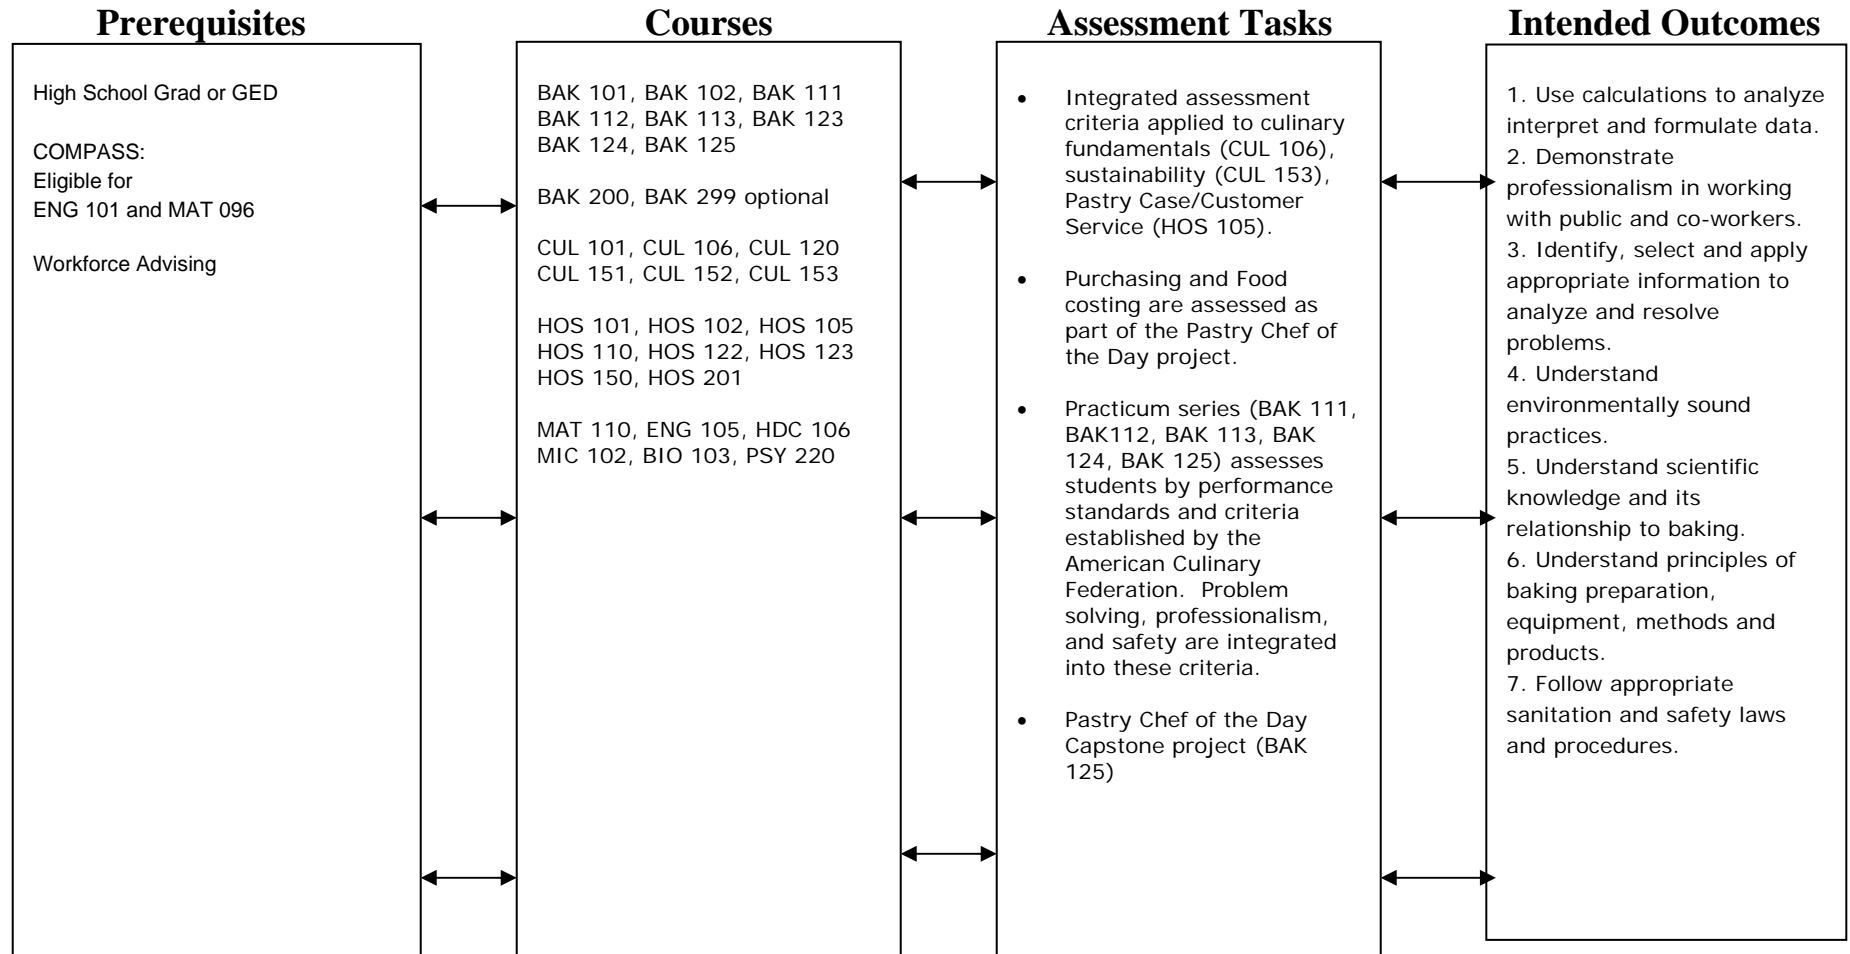 Prerequisites
High School Grad or GED
COMPASS:
Eligible for
ENG 101 and MAT 096
Workforce Advising
Courses
BAK 101, BAK 102, BAK 111
BAK 112, BAK 113, BAK 123
BAK 124, BAK 125
BAK 200, BAK 299 optional
CUL 101, CUL 106, CUL 120
CUL 151, CUL 152, CUL 153
HOS 101, HOS 102, HOS 105
HOS 110, HOS 122, HOS 123
HOS 150, HOS 201
MAT 110, ENG 105, HDC 106
MIC 102, BIO 103, PSY 220
Assessment Tasks
• Integrated assessment
criteria applied to culinary
fundamentals (CUL 106),
sustainability (CUL 153),
Pastry Case/Customer
Service (HOS 105).
• Purchasing and Food
costing are assessed as
part of the Pastry Chef of
the Day project.
• Practicum series (BAK 111,
BAK112, BAK 113, BAK
124, BAK 125) assesses
students by performance
standards and criteria
established by the
American Culinary
Federation. Problem
solving, professionalism,
and safety are integrated
into these criteria.
• Pastry Chef of the Day
Capstone project (BAK
125)
Intended Outcomes
1. Use calculations to analyze
interpret and formulate data.
2. Demonstrate
professionalism in working
with public and co-workers.
3. Identify, select and apply
appropriate information to
analyze and resolve
problems.
4. Understand
environmentally sound
practices.
5. Understand scientific
knowledge and its
relationship to baking.
6. Understand principles of
baking preparation,
equipment, methods and
products.
7. Follow appropriate
sanitation and safety laws
and procedures.